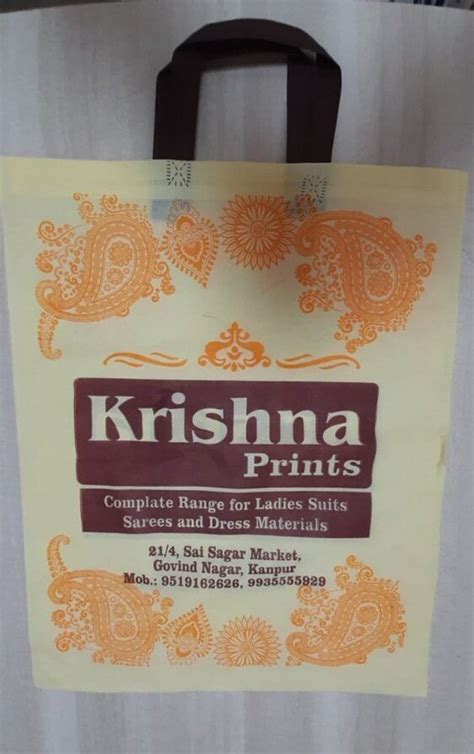 Krishna
Prints
Complate Range for Ladies Suits
Sarees and Dress Materials
21/4, Sai Sagar Market,
Govind Nagar, Kanpur
Mob.: 9519162626, 9935555929